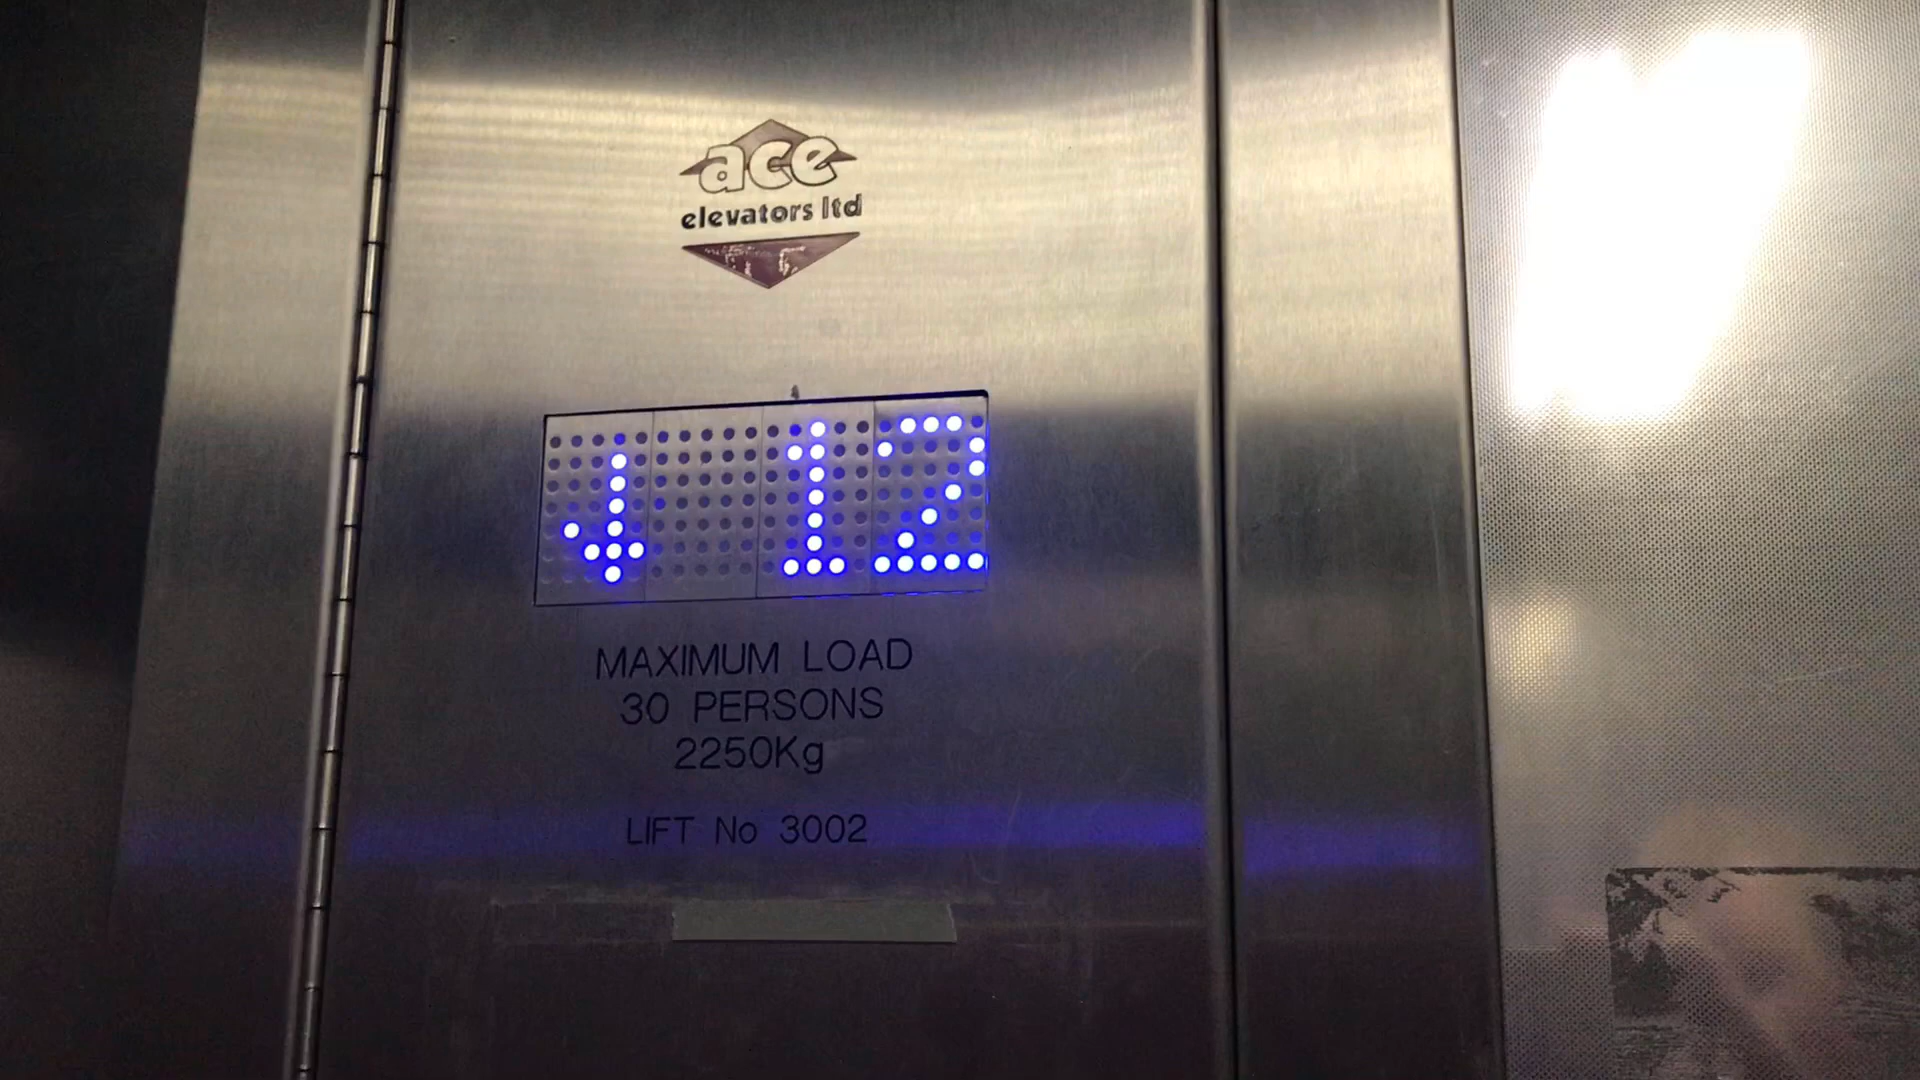 ace
elevators ltd
↓ 12
MAXIMUM LOAD
30 PERSONS
2250Kg
LIFT No 3002